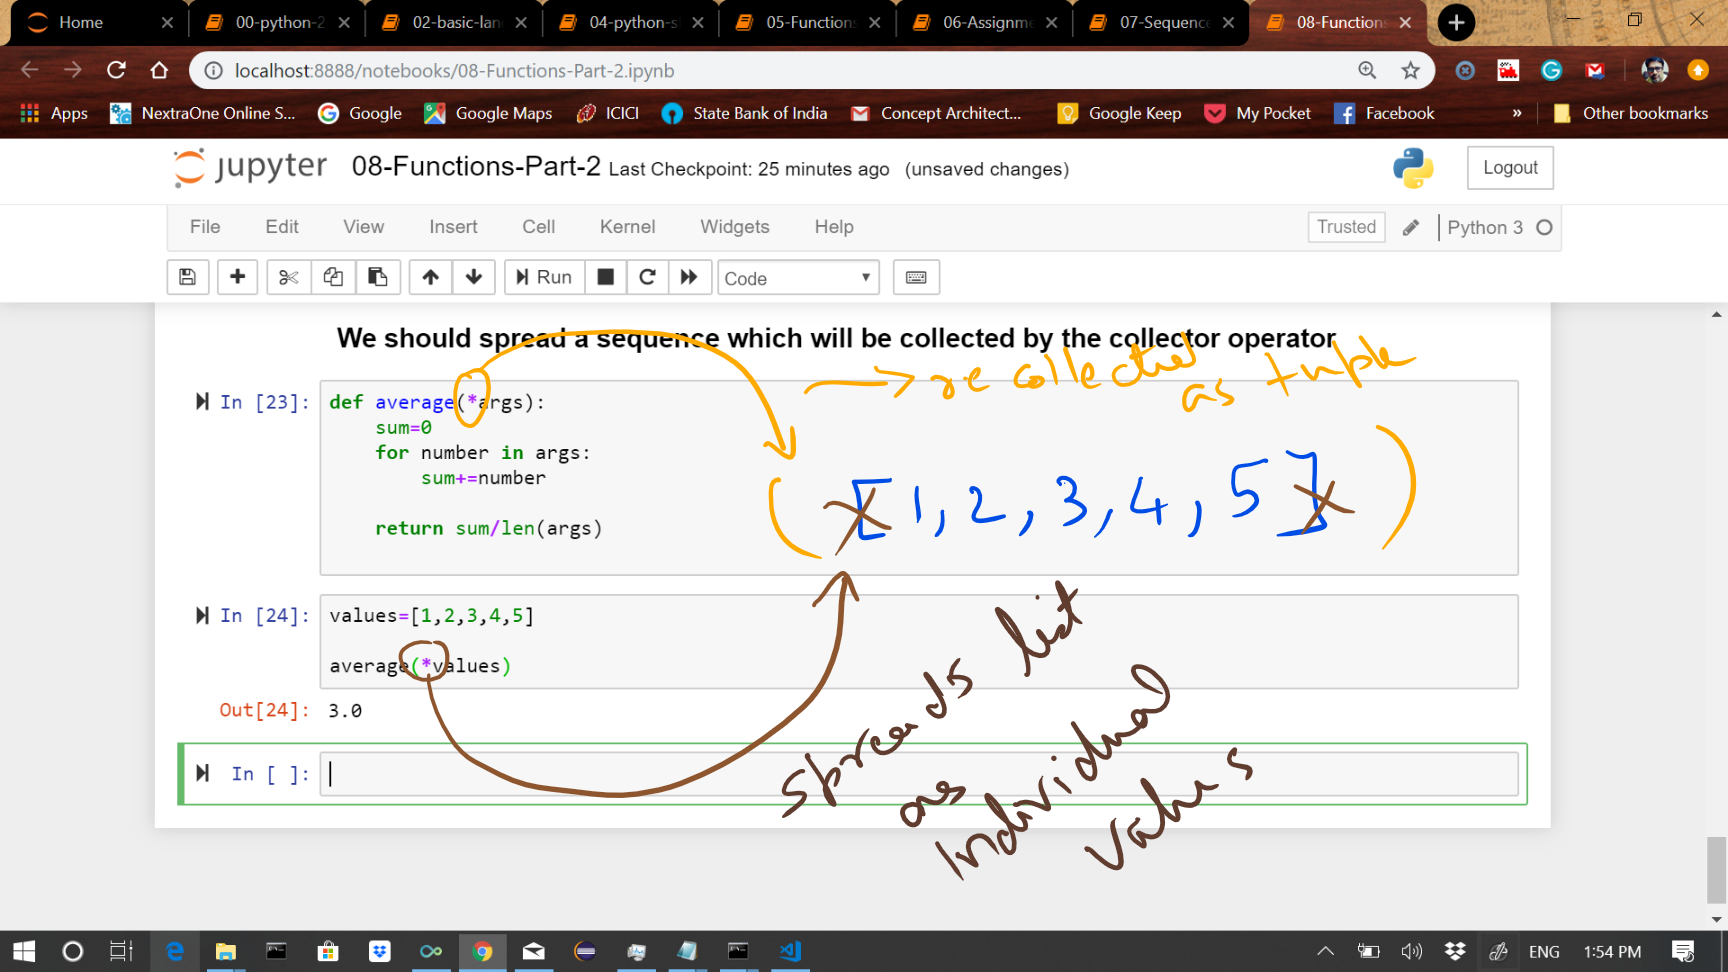 Home
00-python-2
02-basic-lan
04-python-s
05-Function
06-Assignme
07-Sequence
08-Functions
localhost:8888/notebooks/08-Functions-Part-2.ipynb
Apps
NextraOne Online S...
Google
Google Maps
ICICI
State Bank of India
Concept Architect...
Google Keep
My Pocket
Facebook
»
Other bookmarks
jupyter 08-Functions-Part-2 Last Checkpoint: 25 minutes ago (unsaved changes)
Logout
File Edit View Insert Cell Kernel Widgets Help
Trusted
Python 3
Run
Code
We should spread a sequence which will be collected by the collector operator
→ re collected as tuple
In [23]: def average(*args):
sum=0
for number in args:
sum+=number
return sum/len(args)
( [1, 2, 3, 4, 5] )
In [24]: values=[1,2,3,4,5]
average(*values)
Out[24]: 3.0
spreads list
as
individual
values
In [ ]:
ENG
1:54 PM